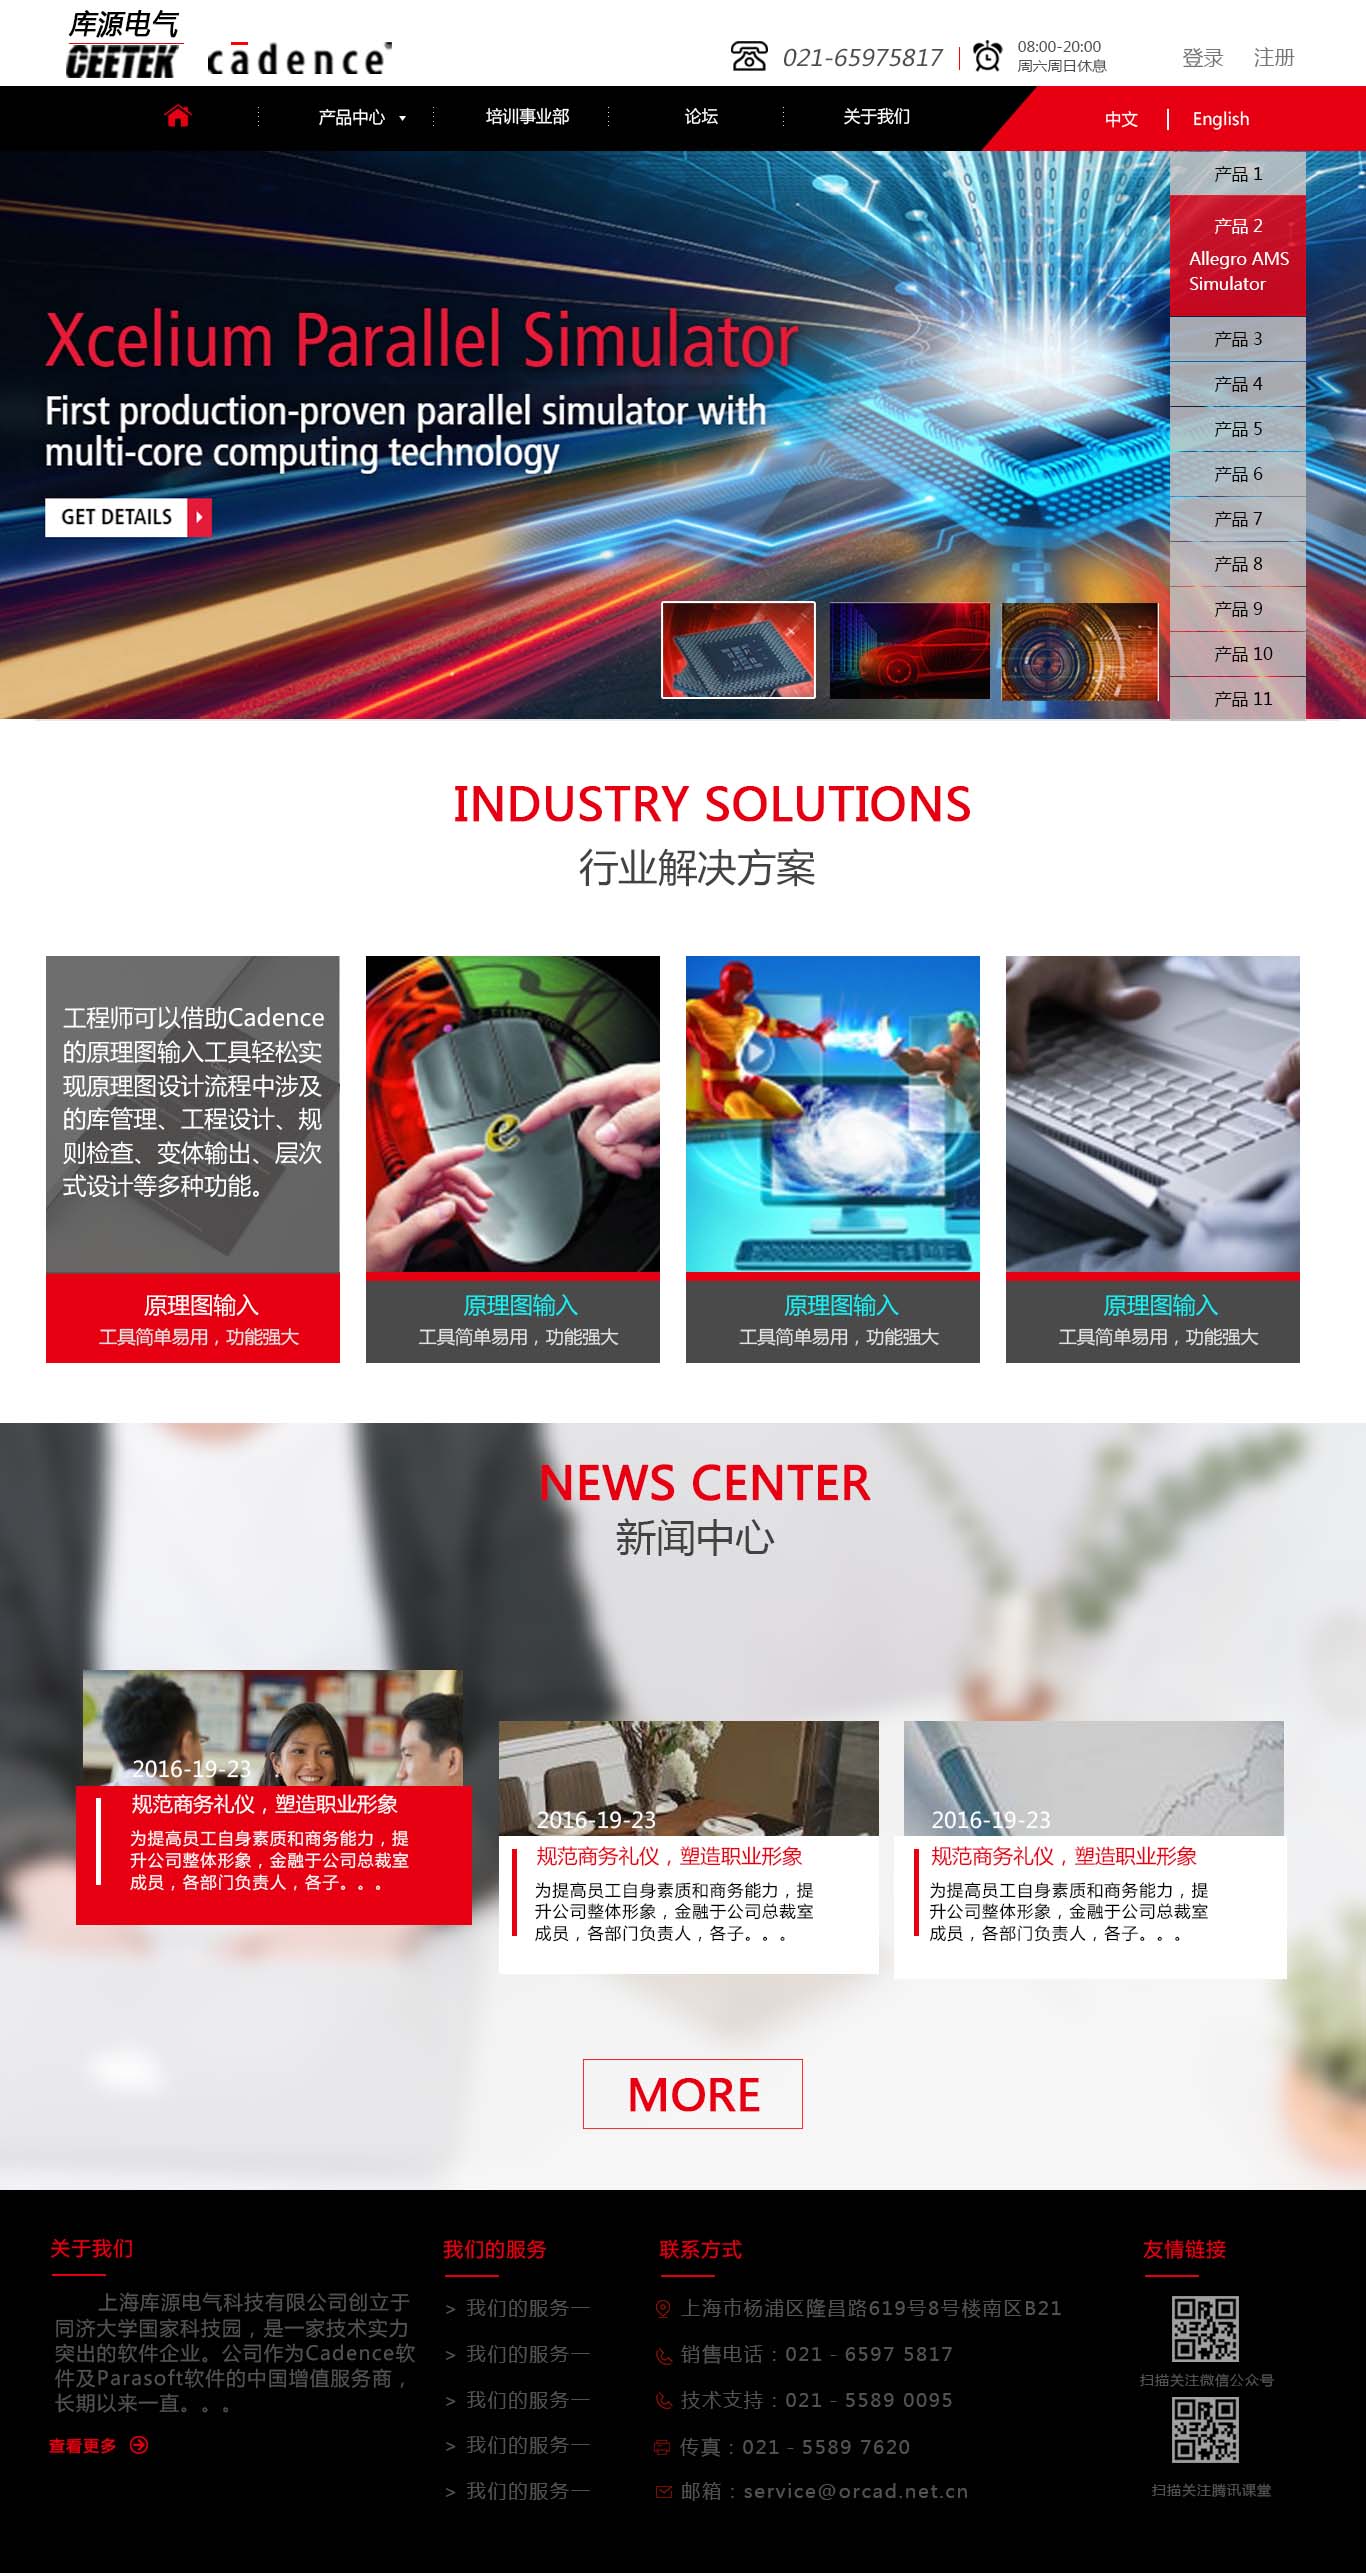 库源电气
CEETEK
cādence®
021-65975817
08:00-20:00
周六周日休息
登录
注册
产品中心
培训事业部
论坛
关于我们
中文
English
产品 1
产品 2
Allegro AMS
Simulator
产品 3
产品 4
产品 5
产品 6
产品 7
产品 8
产品 9
产品 10
产品 11
Xcelium Parallel Simulator
First production-proven parallel simulator with
multi-core computing technology
GET DETAILS
INDUSTRY SOLUTIONS
行业解决方案
工程师可以借助Cadence
的原理图输入工具轻松实
现原理图设计流程中涉及
的库管理、工程设计、规
则检查、变体输出、层次
式设计等多种功能。
原理图输入
工具简单易用，功能强大
原理图输入
工具简单易用，功能强大
原理图输入
工具简单易用，功能强大
原理图输入
工具简单易用，功能强大
NEWS CENTER
新闻中心
2016-19-23
规范商务礼仪，塑造职业形象
为提高员工自身素质和商务能力，提
升公司整体形象，金融于公司总裁室
成员，各部门负责人，各子。。。
2016-19-23
规范商务礼仪，塑造职业形象
为提高员工自身素质和商务能力，提
升公司整体形象，金融于公司总裁室
成员，各部门负责人，各子。。。
2016-19-23
规范商务礼仪，塑造职业形象
为提高员工自身素质和商务能力，提
升公司整体形象，金融于公司总裁室
成员，各部门负责人，各子。。。
MORE
关于我们
上海库源电气科技有限公司创立于
同济大学国家科技园，是一家技术实力
突出的软件企业。公司作为Cadence软
件及Parasoft软件的中国增值服务商，
长期以来一直。。。
查看更多
我们的服务
> 我们的服务一
> 我们的服务一
> 我们的服务一
> 我们的服务一
> 我们的服务一
联系方式
上海市杨浦区隆昌路619号8号楼南区B21
销售电话：021 - 6597 5817
技术支持：021 - 5589 0095
传真：021 - 5589 7620
邮箱：service@orcad.net.cn
友情链接
扫描关注微信公众号
扫描关注腾讯课堂